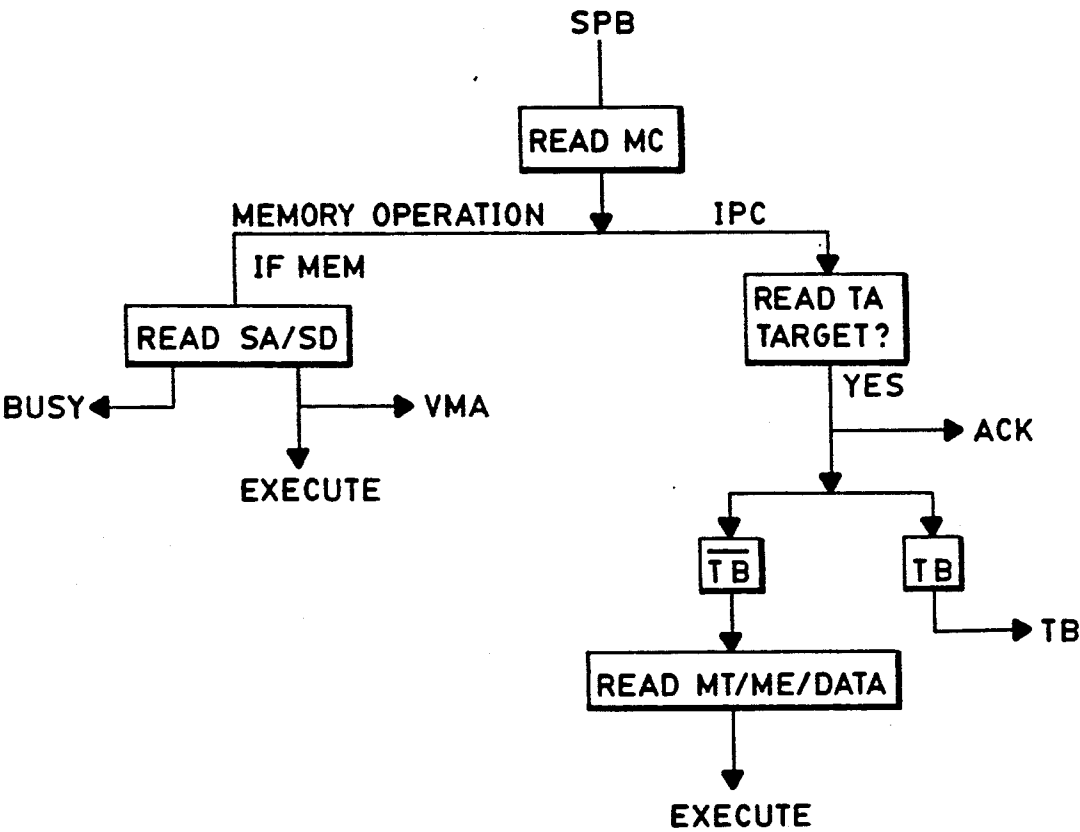 SPB
READ MC
MEMORY OPERATION
IPC
IF MEM
READ TA
TARGET?
READ SA/SD
YES
BUSY
VMA
ACK
EXECUTE
T̅B̅
TB
TB
READ MT/ME/DATA
EXECUTE